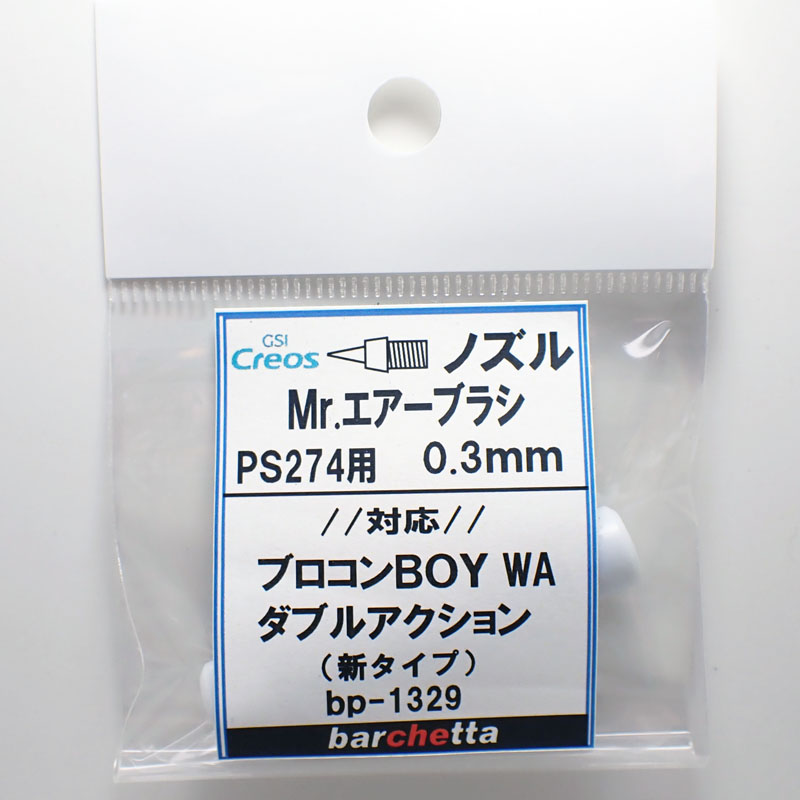 GSI
Creos ノズル
Mr.エアーブラシ
PS274用 0.3mm
//対応//
プロコンBOY WA
ダブルアクション
(新タイプ)
bp-1329
barchetta